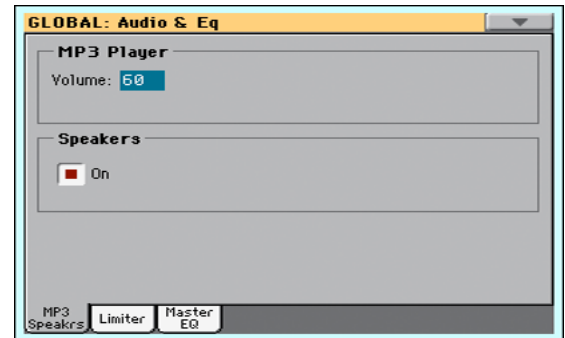 GLOBAL: Audio & Eq
MP3 Player
Volume: 60
Speakers
On
MP3
Speakrs
Limiter
Master
EQ